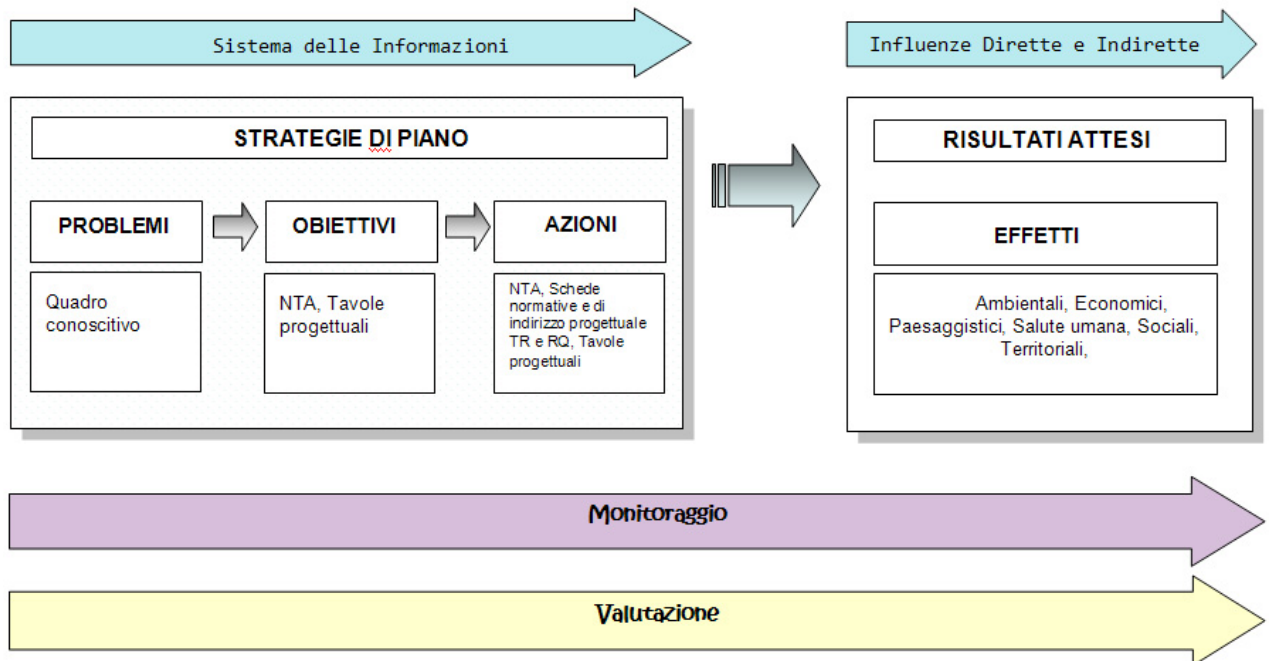 Sistema delle Informazioni
Influenze Dirette e Indirette
STRATEGIE DI PIANO
PROBLEMI
OBIETTIVI
AZIONI
Quadro
conoscitivo
NTA, Tavole
progettuali
NTA, Schede
normative e di
indirizzo progettuale
TR e RQ, Tavole
progettuali
RISULTATI ATTESI
EFFETTI
Ambientali, Economici,
Paesaggistici, Salute umana, Sociali,
Territoriali,
Monitoraggio
Valutazione